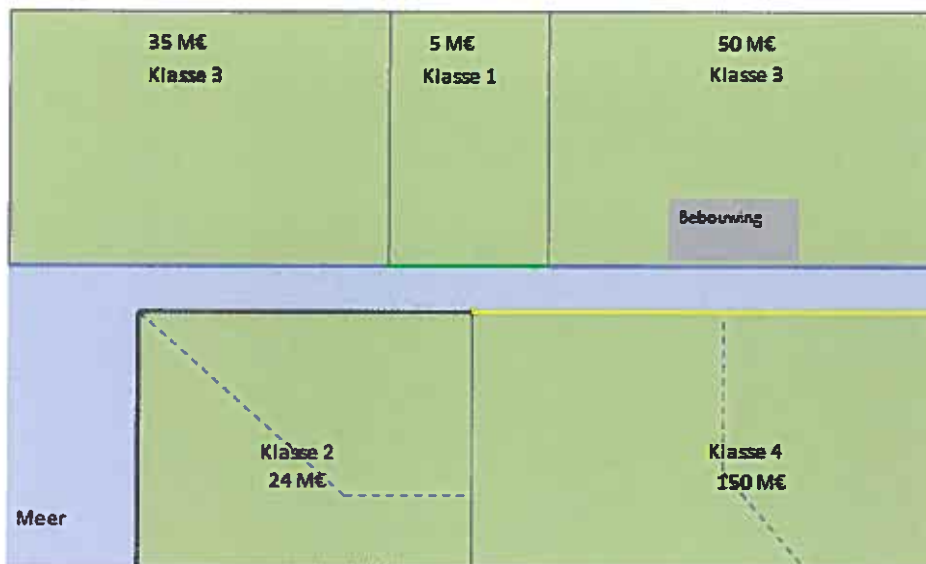 35 M€
Klasse 3
5 M€
Klasse 1
50 M€
Klasse 3
Bebouwing
Klasse 2
24 M€
Klasse 4
150 M€
Meer